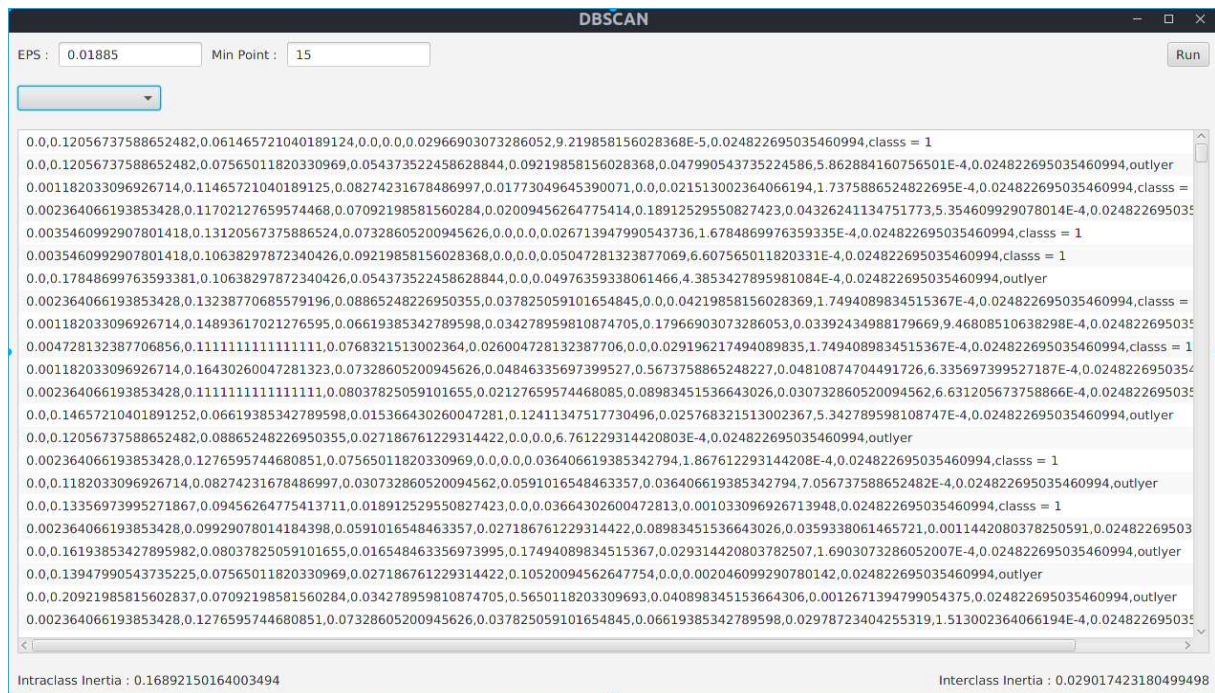 DBSCAN
EPS : 0.01885 Min Point : 15 Run
0.0,0.12056737588652482,0.061465721040189124,0.0,0.0,0.02966903073286052,9.219858156028368E-5,0.024822695035460994,classs = 1
0.0,0.12056737588652482,0.07565011820330969,0.054373522458628844,0.09219858156028368,0.047990543735224586,5.862884160756501E-4,0.024822695035460994,outlyer
0.001182033096926714,0.11465721040189125,0.08274231678486997,0.01773049645390071,0.0,0.021513002364066194,1.7375886524822695E-4,0.024822695035460994,classs =
0.002364066193853428,0.11702127659574468,0.07092198581560284,0.02009456264775414,0.18912529550827423,0.04326241134751773,5.354609929078014E-4,0.024822695035
0.0035460992907801418,0.13120567375886524,0.07328605200945626,0.0,0.0,0.026713947990543736,1.6784869976359335E-4,0.024822695035460994,classs = 1
0.0035460992907801418,0.10638297872340426,0.09219858156028368,0.0,0.0,0.05047281323877069,6.607565011820331E-4,0.024822695035460994,classs = 1
0.0,0.17848699763593381,0.10638297872340426,0.054373522458628844,0.0,0.04976359338061466,4.3853427895981084E-4,0.024822695035460994,outlyer
0.002364066193853428,0.13238770685579196,0.08865248226950355,0.037825059101654845,0.0,0.04219858156028369,1.7494089834515367E-4,0.024822695035460994,classs =
0.001182033096926714,0.14893617021276595,0.06619385342789598,0.034278959810874705,0.17966903073286053,0.03392434988179669,9.46808510638298E-4,0.024822695035
0.004728132387706856,0.1111111111111111,0.0768321513002364,0.026004728132387706,0.0,0.029196217494089835,1.7494089834515367E-4,0.024822695035460994,classs = 1
0.001182033096926714,0.16430260047281323,0.07328605200945626,0.04846335697399527,0.5673758865248227,0.04810874704491726,6.335697399527187E-4,0.024822695035​4
0.002364066193853428,0.1111111111111111,0.08037825059101655,0.02127659574468085,0.08983451536643026,0.030732860520094562,6.631205673758866E-4,0.024822695035
0.0,0.14657210401891252,0.06619385342789598,0.015366430260047281,0.12411347517730496,0.025768321513002367,5.342789598108747E-4,0.024822695035460994,outlyer
0.0,0.12056737588652482,0.08865248226950355,0.027186761229314422,0.0,0.0,6.761229314420803E-4,0.024822695035460994,outlyer
0.002364066193853428,0.1276595744680851,0.07565011820330969,0.0,0.0,0.036406619385342794,1.867612293144208E-4,0.024822695035460994,classs = 1
0.0,0.1182033096926714,0.08274231678486997,0.030732860520094562,0.0591016548463357,0.036406619385342794,7.056737588652482E-4,0.024822695035460994,outlyer
0.0,0.13356973995271867,0.09456264775413711,0.018912529550827423,0.0,0.03664302600472813,0.001033096926713948,0.024822695035460994,classs = 1
0.002364066193853428,0.09929078014184398,0.0591016548463357,0.027186761229314422,0.08983451536643026,0.0359338061465721,0.0011442080378250591,0.02482269503
0.0,0.16193853427895982,0.08037825059101655,0.016548463356973995,0.17494089834515367,0.029314420803782507,1.6903073286052007E-4,0.024822695035460994,outlyer
0.0,0.13947990543735225,0.07565011820330969,0.027186761229314422,0.10520094562647754,0.0,0.002046099290780142,0.024822695035460994,outlyer
0.0,0.20921985815602837,0.07092198581560284,0.034278959810874705,0.5650118203309693,0.040898345153664306,0.0012671394799054375,0.024822695035460994,outlyer
0.002364066193853428,0.1276595744680851,0.07328605200945626,0.037825059101654845,0.06619385342789598,0.02978723404255319,1.513002364066194E-4,0.024822695035
Intraclass Inertia : 0.16892150164003494 Interclass Inertia : 0.029017423180499498